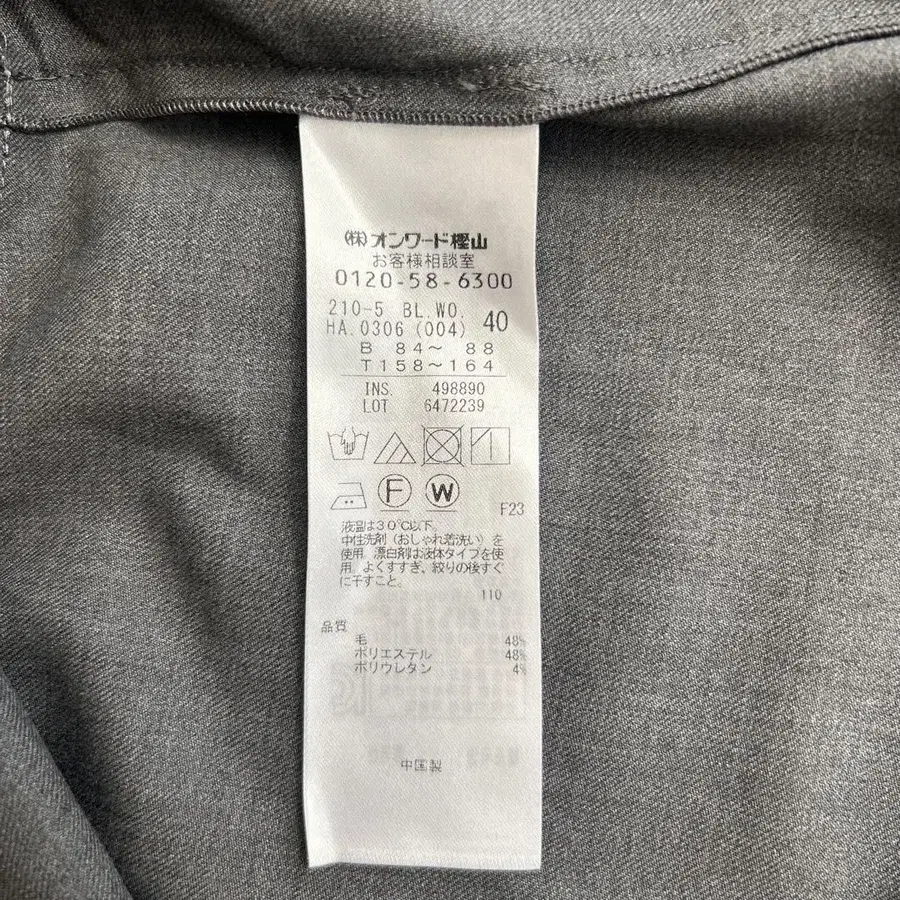 (株)オンワード樫山
お客様相談室
0120-58-6300
210-5 BL.WO.
HA.0306(004) 40
B 84〜 88
T158〜164
INS. 498890
LOT 6472239
F W
F23
液温は30℃以下。
中性洗剤(おしゃれ着洗い)を
使用。漂白剤は液体タイプを使
用。よくすすぎ、絞りの後すぐ
に干すこと。
110
品質
毛 48%
ポリエステル 48%
ポリウレタン 4%
中国製